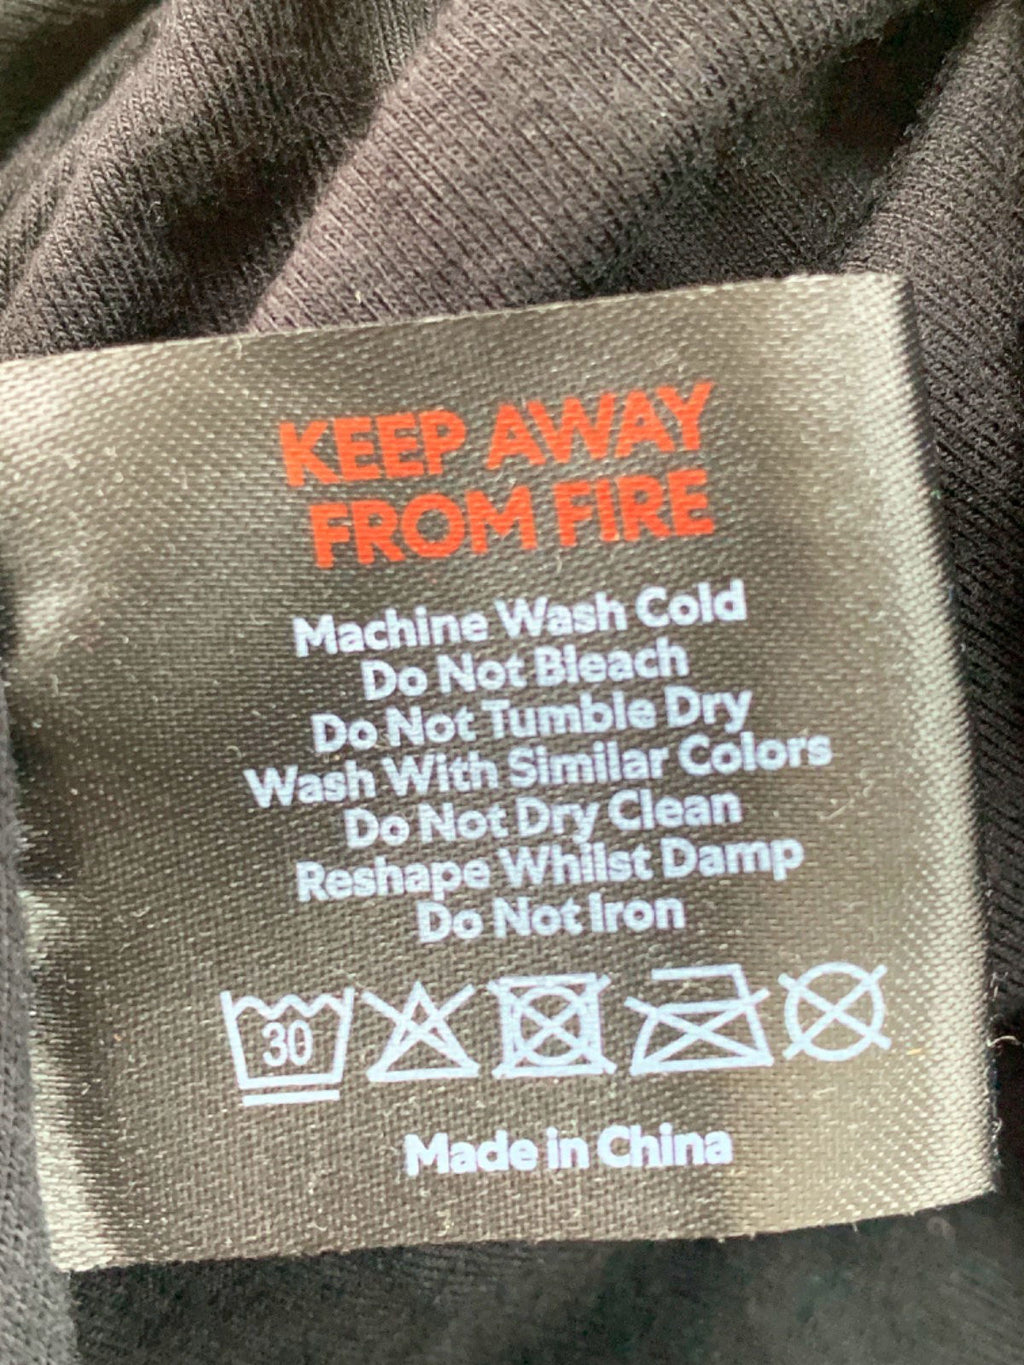 KEEP AWAY
FROM FIRE
Machine Wash Cold
Do Not Bleach
Do Not Tumble Dry
Wash With Similar Colors
Do Not Dry Clean
Reshape Whilst Damp
Do Not Iron
30
Made in China